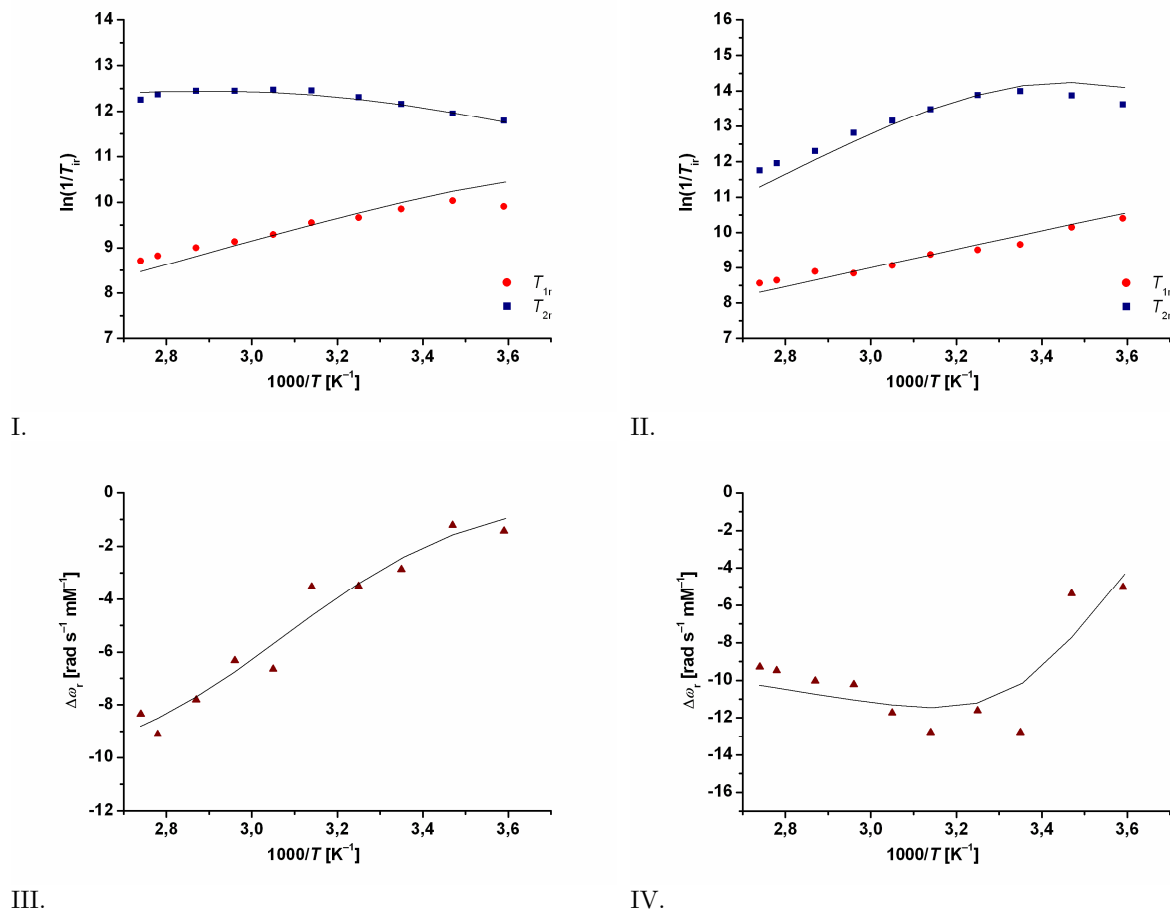 14
13
12
11
10
9
8
7
ln(1/T_ir)
2,8 3,0 3,2 3,4 3,6
1000/T [K⁻¹]
T_1r
T_2r
I.
16
15
14
13
12
11
10
9
8
7
ln(1/T_ir)
2,8 3,0 3,2 3,4 3,6
1000/T [K⁻¹]
T_1r
T_2r
II.
0
-2
-4
-6
-8
-10
-12
Δω_r [rad s⁻¹ mM⁻¹]
2,8 3,0 3,2 3,4 3,6
1000/T [K⁻¹]
III.
0
-2
-4
-6
-8
-10
-12
-14
-16
Δω_r [rad s⁻¹ mM⁻¹]
2,8 3,0 3,2 3,4 3,6
1000/T [K⁻¹]
IV.